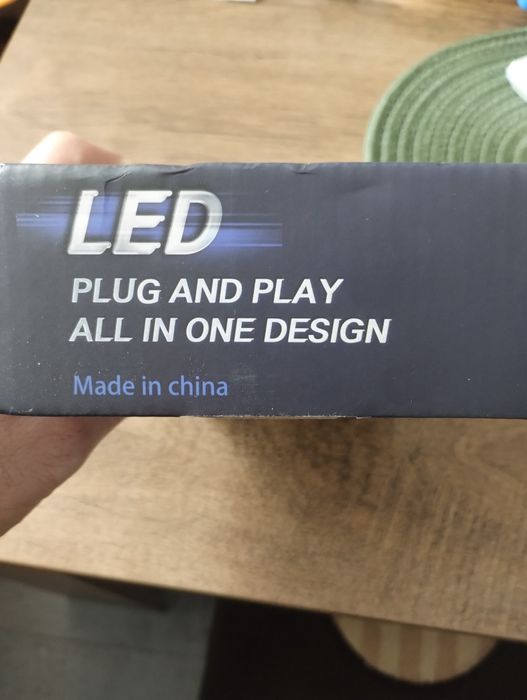 LED
PLUG AND PLAY
ALL IN ONE DESIGN
Made in china